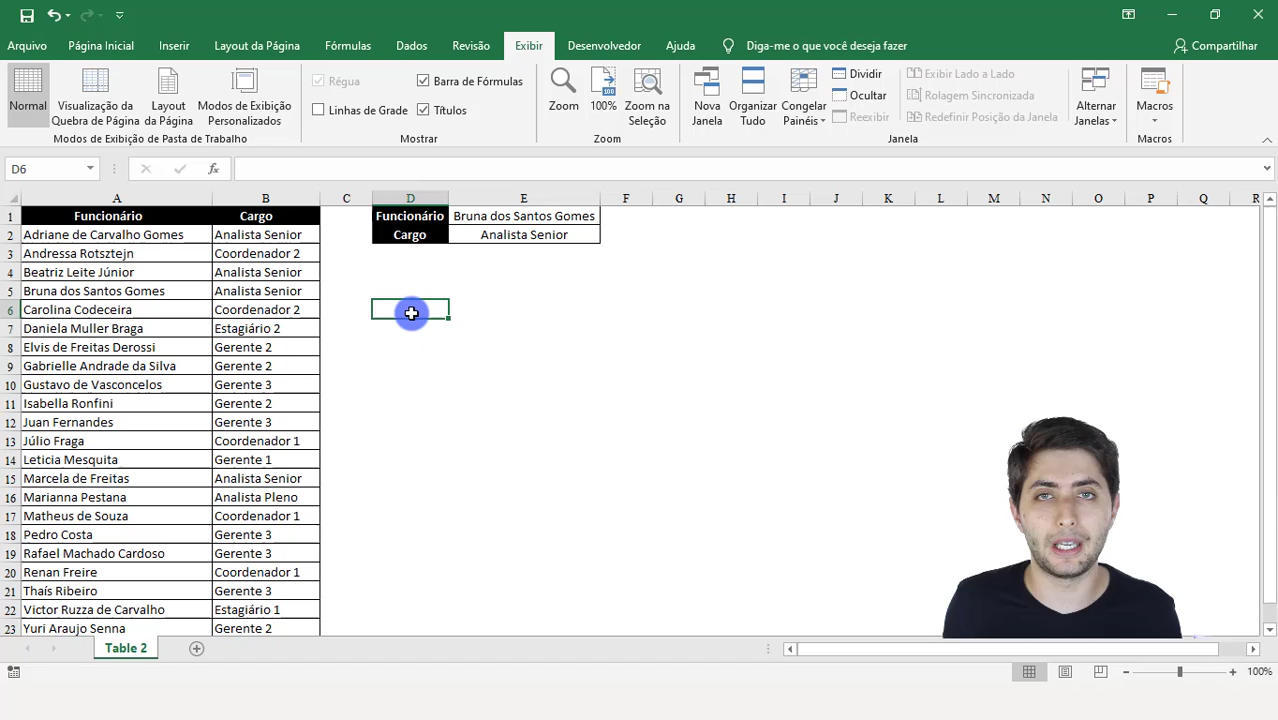 Arquivo Página Inicial Inserir Layout da Página Fórmulas Dados Revisão Exibir Desenvolvedor Ajuda Diga-me o que você deseja fazer Compartilhar
Normal
Visualização da
Quebra de Página
Layout
da Página
Modos de Exibição
Personalizados
Modos de Exibição de Pasta de Trabalho
Régua
Barra de Fórmulas
Linhas de Grade
Títulos
Mostrar
Zoom
100
100%
Zoom na
Seleção
Zoom
Nova
Janela
Organizar
Tudo
Congelar
Painéis
Dividir
Ocultar
Reexibir
Exibir Lado a Lado
Rolagem Sincronizada
Redefinir Posição da Janela
Janela
Alternar
Janelas
Macros
Macros
D6
fx
A B C D E F G H I J K L M N O P Q R
1 Funcionário Cargo Funcionário Bruna dos Santos Gomes
2 Adriane de Carvalho Gomes Analista Senior Cargo Analista Senior
3 Andressa Rotsztejn Coordenador 2
4 Beatriz Leite Júnior Analista Senior
5 Bruna dos Santos Gomes Analista Senior
6 Carolina Codeceira Coordenador 2
7 Daniela Muller Braga Estagiário 2
8 Elvis de Freitas Derossi Gerente 2
9 Gabrielle Andrade da Silva Gerente 2
10 Gustavo de Vasconcelos Gerente 3
11 Isabella Ronfini Gerente 2
12 Juan Fernandes Gerente 3
13 Júlio Fraga Coordenador 1
14 Leticia Mesquita Gerente 1
15 Marcela de Freitas Analista Senior
16 Marianna Pestana Analista Pleno
17 Matheus de Souza Coordenador 1
18 Pedro Costa Gerente 3
19 Rafael Machado Cardoso Gerente 3
20 Renan Freire Coordenador 1
21 Thaís Ribeiro Gerente 3
22 Victor Ruzza de Carvalho Estagiário 1
23 Yuri Araujo Senna Gerente 2
Table 2
100%